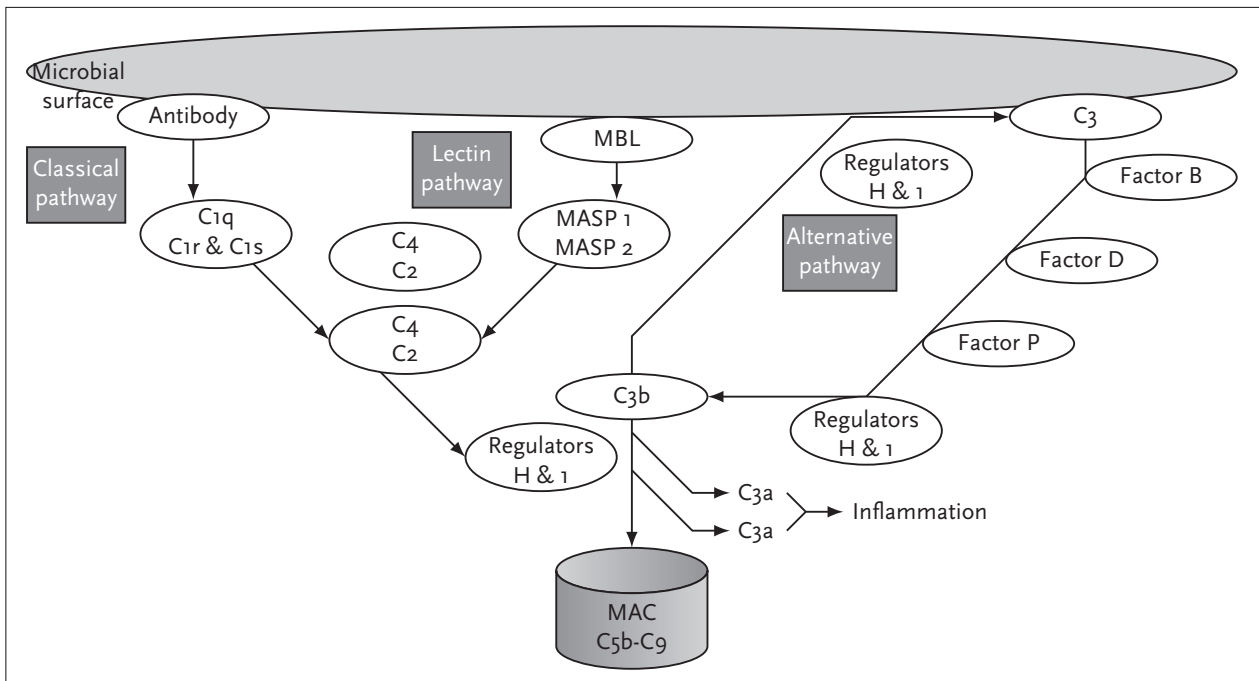 Microbial
surface
Antibody
MBL
C3
Classical
pathway
Lectin
pathway
Regulators
H & 1
Factor B
C1q
C1r & C1s
C4
C2
MASP 1
MASP 2
Alternative
pathway
Factor D
C4
C2
Factor P
C3b
Regulators
H & 1
Regulators
H & 1
C3a
C3a
Inflammation
MAC
C5b-C9